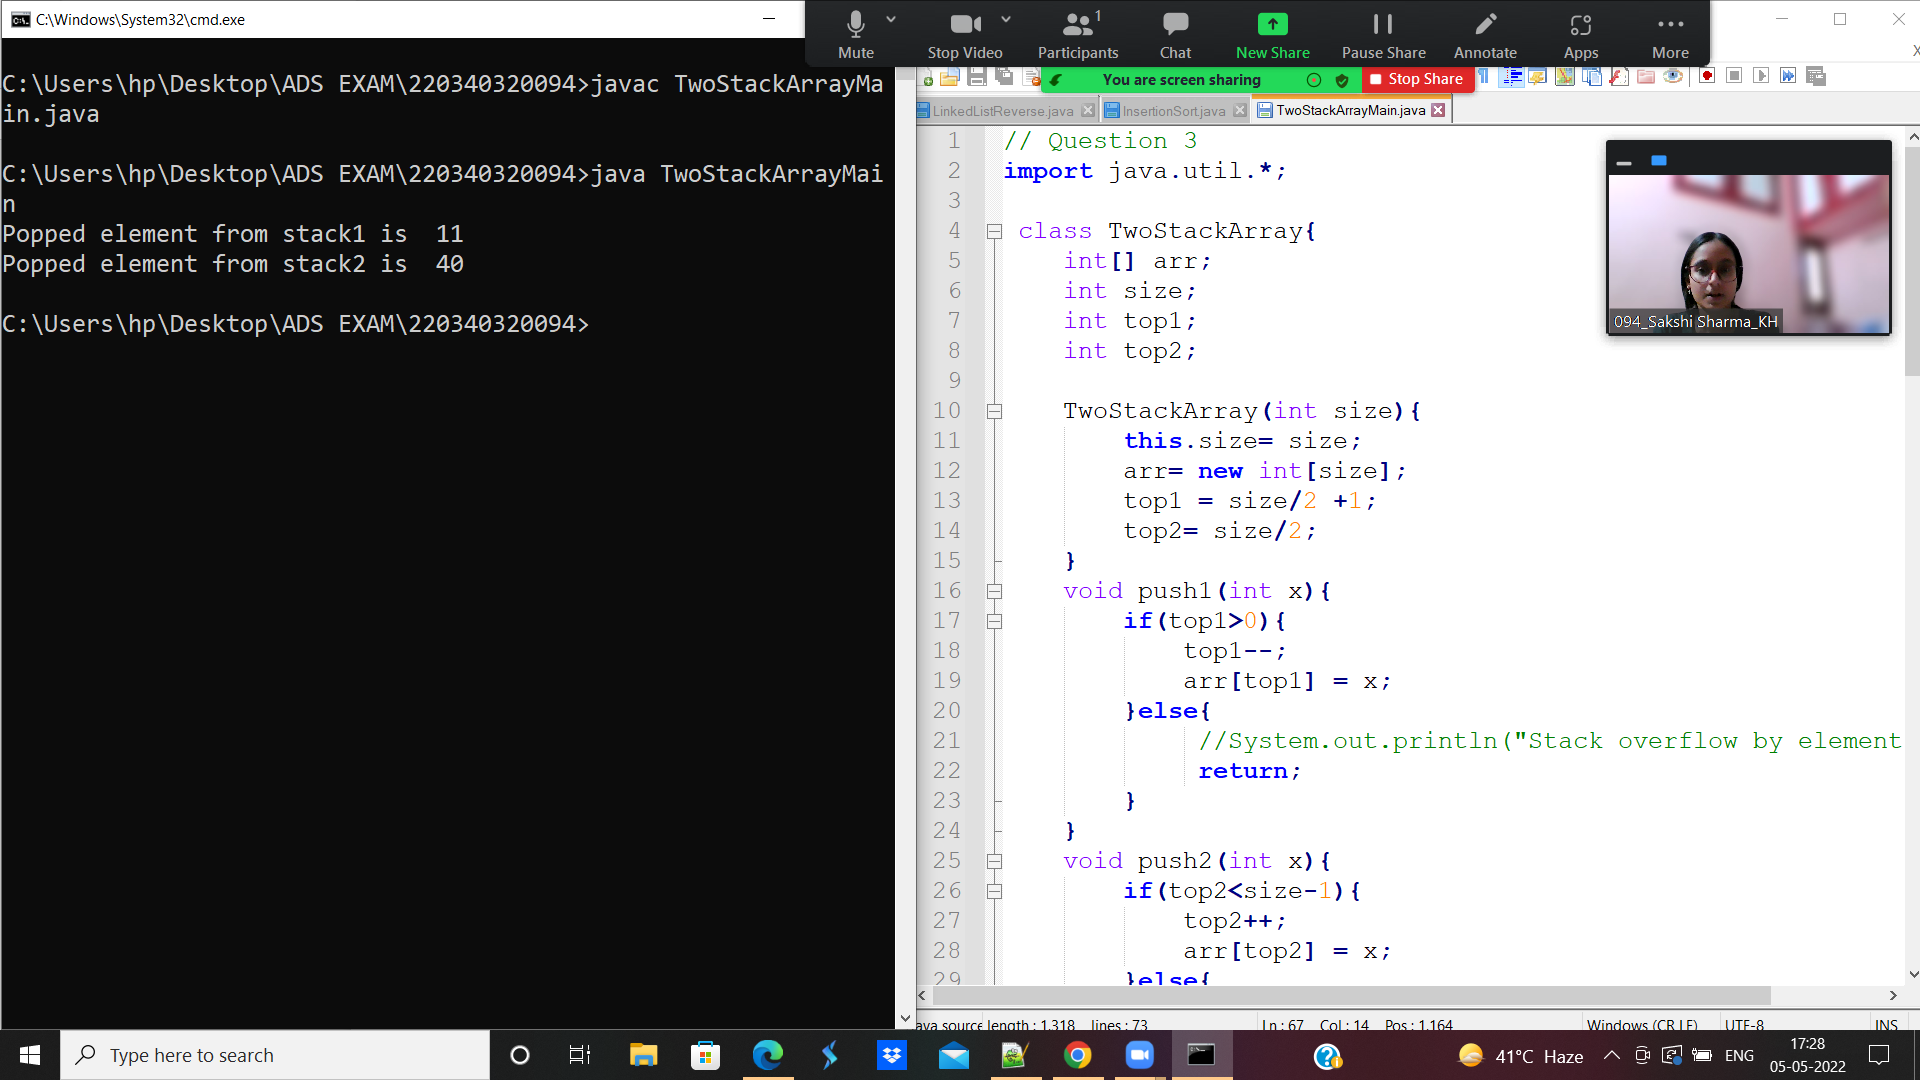 C:\Windows\System32\cmd.exe
C:\Users\hp\Desktop\ADS EXAM\220340320094>javac TwoStackArrayMa
in.java
C:\Users\hp\Desktop\ADS EXAM\220340320094>java TwoStackArrayMai
n
Popped element from stack1 is  11
Popped element from stack2 is  40
C:\Users\hp\Desktop\ADS EXAM\220340320094>
1
Mute
Stop Video
Participants
Chat
New Share
Pause Share
Annotate
Apps
More
You are screen sharing
Stop Share
LinkedListReverse.java
InsertionSort.java
TwoStackArrayMain.java
1 // Question 3
2 import java.util.*;
3
4 class TwoStackArray{
5 int[] arr;
6 int size;
7 int top1;
8 int top2;
9
10 TwoStackArray(int size){
11 this.size= size;
12 arr= new int[size];
13 top1 = size/2 +1;
14 top2= size/2;
15 }
16 void push1(int x){
17 if(top1>0){
18 top1--;
19 arr[top1] = x;
20 }else{
21 //System.out.println("Stack overflow by element
22 return;
23 }
24 }
25 void push2(int x){
26 if(top2<size-1){
27 top2++;
28 arr[top2] = x;
29 }else{
094_Sakshi Sharma_KH
ava source length : 1,318 lines : 73 Ln : 67 Col : 14 Pos : 1,164 Windows (CR LF) UTF-8 INS
Type here to search
41°C Haze
ENG
17:28
05-05-2022